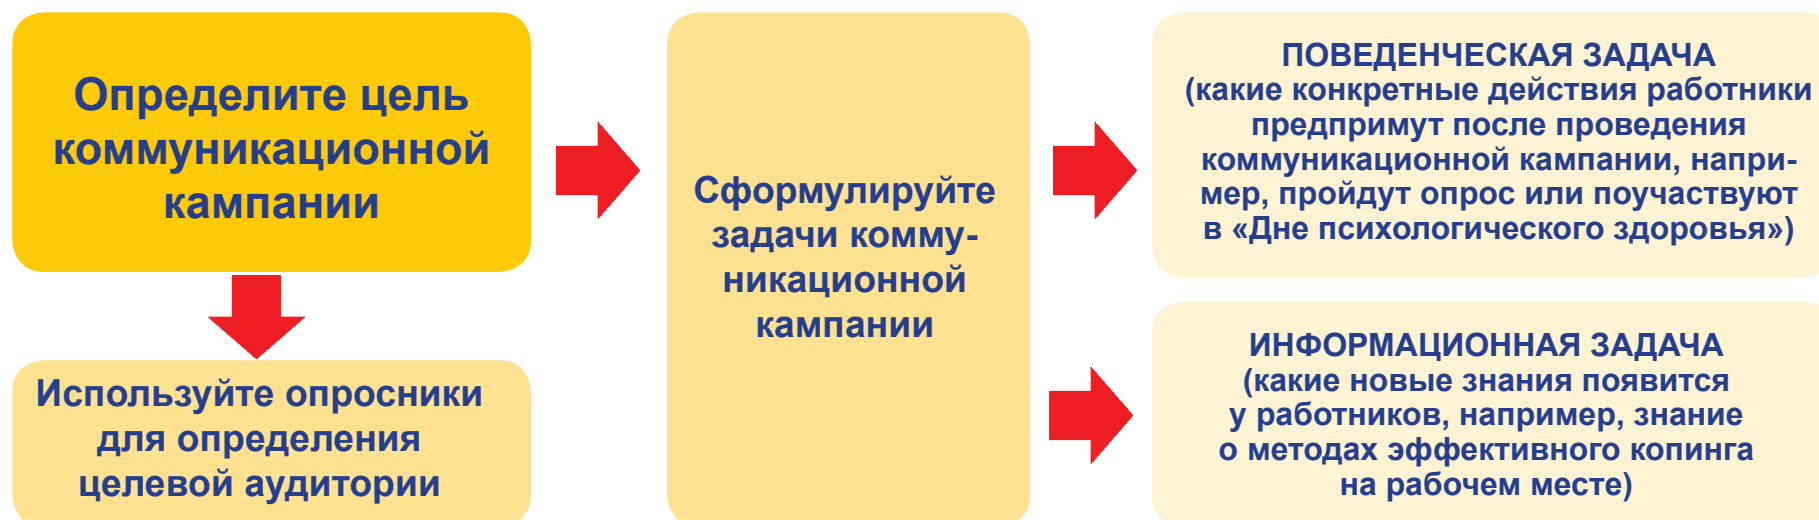 Определите цель
коммуникационной
кампании
Используйте опросники
для определения
целевой аудитории
Сформулируйте
задачи комму-
никационной
кампании
ПОВЕДЕНЧЕСКАЯ ЗАДАЧА
(какие конкретные действия работники
предпримут после проведения
коммуникационной кампании, напри-
мер, пройдут опрос или поучаствуют
в «Дне психологического здоровья»)
ИНФОРМАЦИОННАЯ ЗАДАЧА
(какие новые знания появится
у работников, например, знание
о методах эффективного копинга
на рабочем месте)